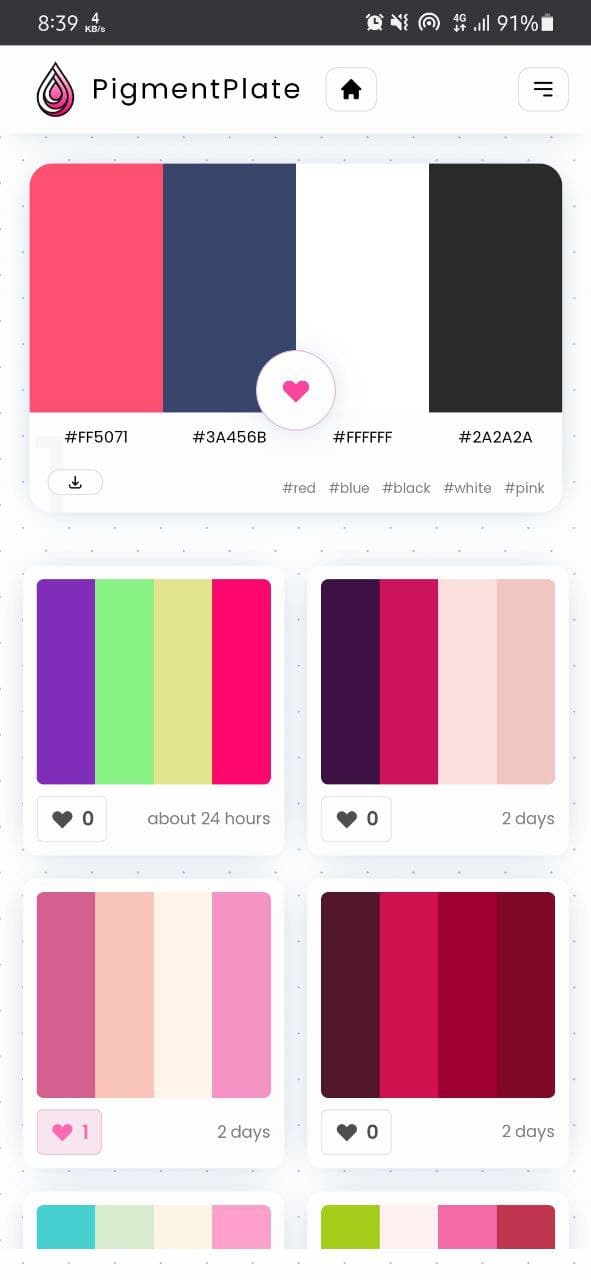 8:39 4 KB/s 4G 91%
PigmentPlate
#FF5071 #3A456B #FFFFFF #2A2A2A
#red #blue #black #white #pink
0 about 24 hours 0 2 days
1 2 days 0 2 days